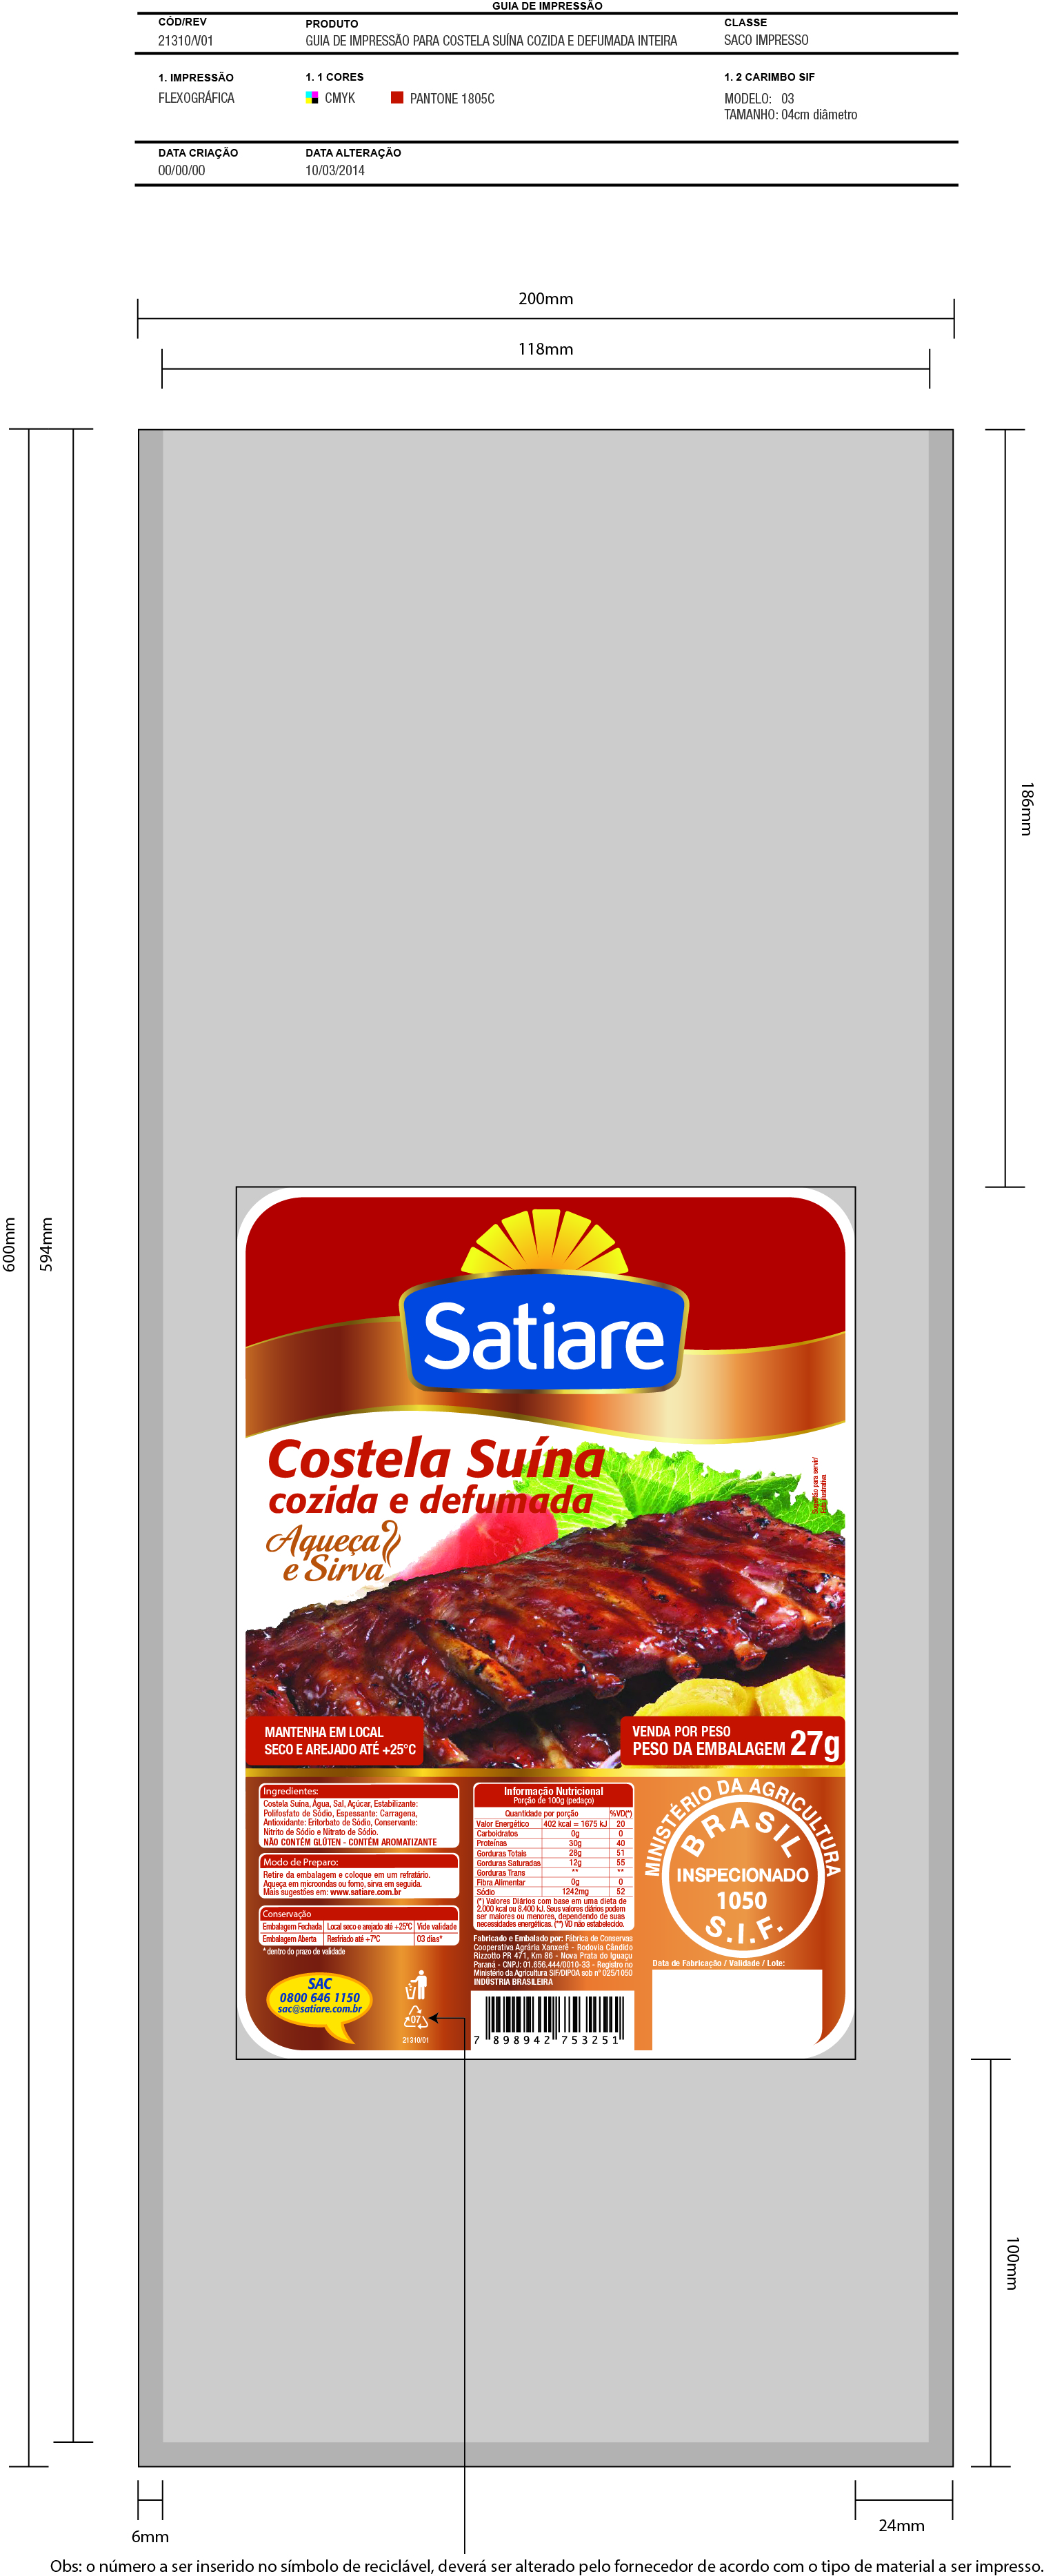 GUIA DE IMPRESSÃO
CÓD/REV
PRODUTO
CLASSE
21310/V01
GUIA DE IMPRESSÃO PARA COSTELA SUÍNA COZIDA E DEFUMADA INTEIRA
SACO IMPRESSO
1. IMPRESSÃO
1. 1 CORES
1. 2 CARIMBO SIF
FLEXOGRÁFICA
CMYK
PANTONE 1805C
MODELO: 03
TAMANHO: 04cm diâmetro
DATA CRIAÇÃO
DATA ALTERAÇÃO
00/00/00
10/03/2014
200mm
118mm
186mm
600mm
594mm
Satiare
Costela Suína
cozida e defumada
Aqueça
e Sirva
MANTENHA EM LOCAL
SECO E AREJADO ATÉ +25°C
VENDA POR PESO
PESO DA EMBALAGEM 27g
Ingredientes:
Costela Suína, Água, Sal, Açúcar, Estabilizante:
Polifosfato de Sódio, Espessante: Carragena,
Antioxidante: Eritorbato de Sódio, Conservante:
Nitrito de Sódio e Nitrato de Sódio.
NÃO CONTÉM GLÚTEN - CONTÉM AROMATIZANTE
Modo de Preparo:
Retire da embalagem e coloque em um refratário.
Aqueça em microondas ou forno, sirva em seguida.
Mais sugestões em: www.satiare.com.br
Conservação
Embalagem Fechada Local seco e arejado até +25°C Vide validade
Embalagem Aberta Resfriado até +7°C 03 dias*
* dentro do prazo de validade
SAC
0800 646 1150
sac@satiare.com.br
07
21310/01
Informação Nutricional
Porção de 100g (pedaço)
Quantidade por porção %VD(*)
Valor Energético 402 kcal = 1675 kJ 20
Carboidratos 0g 0
Proteínas 30g 40
Gorduras Totais 28g 51
Gorduras Saturadas 12g 55
Gorduras Trans ** **
Fibra Alimentar 0g 0
Sódio 1242mg 52
(*) Valores Diários com base em uma dieta de
2.000 kcal ou 8.400 kJ. Seus valores diários podem
ser maiores ou menores, dependendo de suas
necessidades energéticas. (**) VD não estabelecido.
Fabricado e Embalado por: Fábrica de Conservas
Cooperativa Agrária Xanxerê - Rodovia Cândido
Rizzotto PR 471, Km 86 - Nova Prata do Iguaçu
Paraná - CNPJ: 01.656.444/0010-33 - Registro no
Ministério da Agricultura SIF/DIPOA sob nº 025/1050
INDÚSTRIA BRASILEIRA
7 898942 753251
MINISTÉRIO DA AGRICULTURA
BRASIL
INSPECIONADO
1050
S.I.F.
Data de Fabricação / Validade / Lote:
100mm
6mm
24mm
Obs: o número a ser inserido no símbolo de reciclável, deverá ser alterado pelo fornecedor de acordo com o tipo de material a ser impresso.